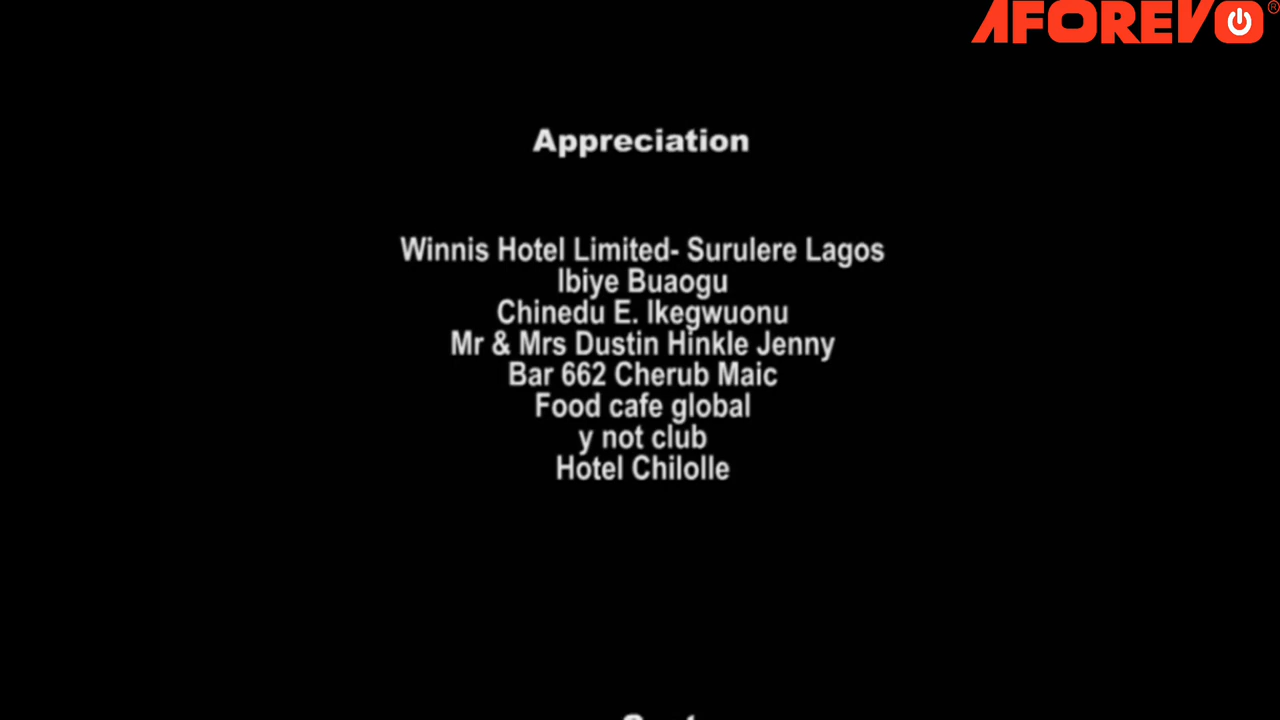 AFOREVO®
Appreciation
Winnis Hotel Limited- Surulere Lagos
Ibiye Buaogu
Chinedu E. Ikegwuonu
Mr & Mrs Dustin Hinkle Jenny
Bar 662 Cherub Maic
Food cafe global
y not club
Hotel Chilolle